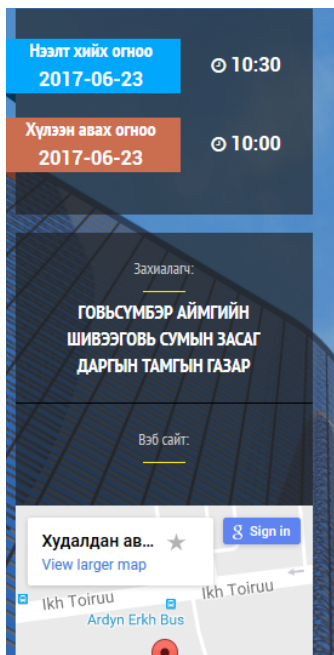 Нээлт хийх огноо
2017-06-23
10:30
Хүлээн авах огноо
2017-06-23
10:00
Захиалагч:
ГОВЬСҮМБЭР АЙМГИЙН
ШИВЭЭГОВЬ СУМЫН ЗАСАГ
ДАРГЫН ТАМГЫН ГАЗАР
Вэб сайт:
Худалдан ав...
View larger map
8 Sign in
Ikh Toiruu
Ikh Toiruu
Ardyn Erkh Bus